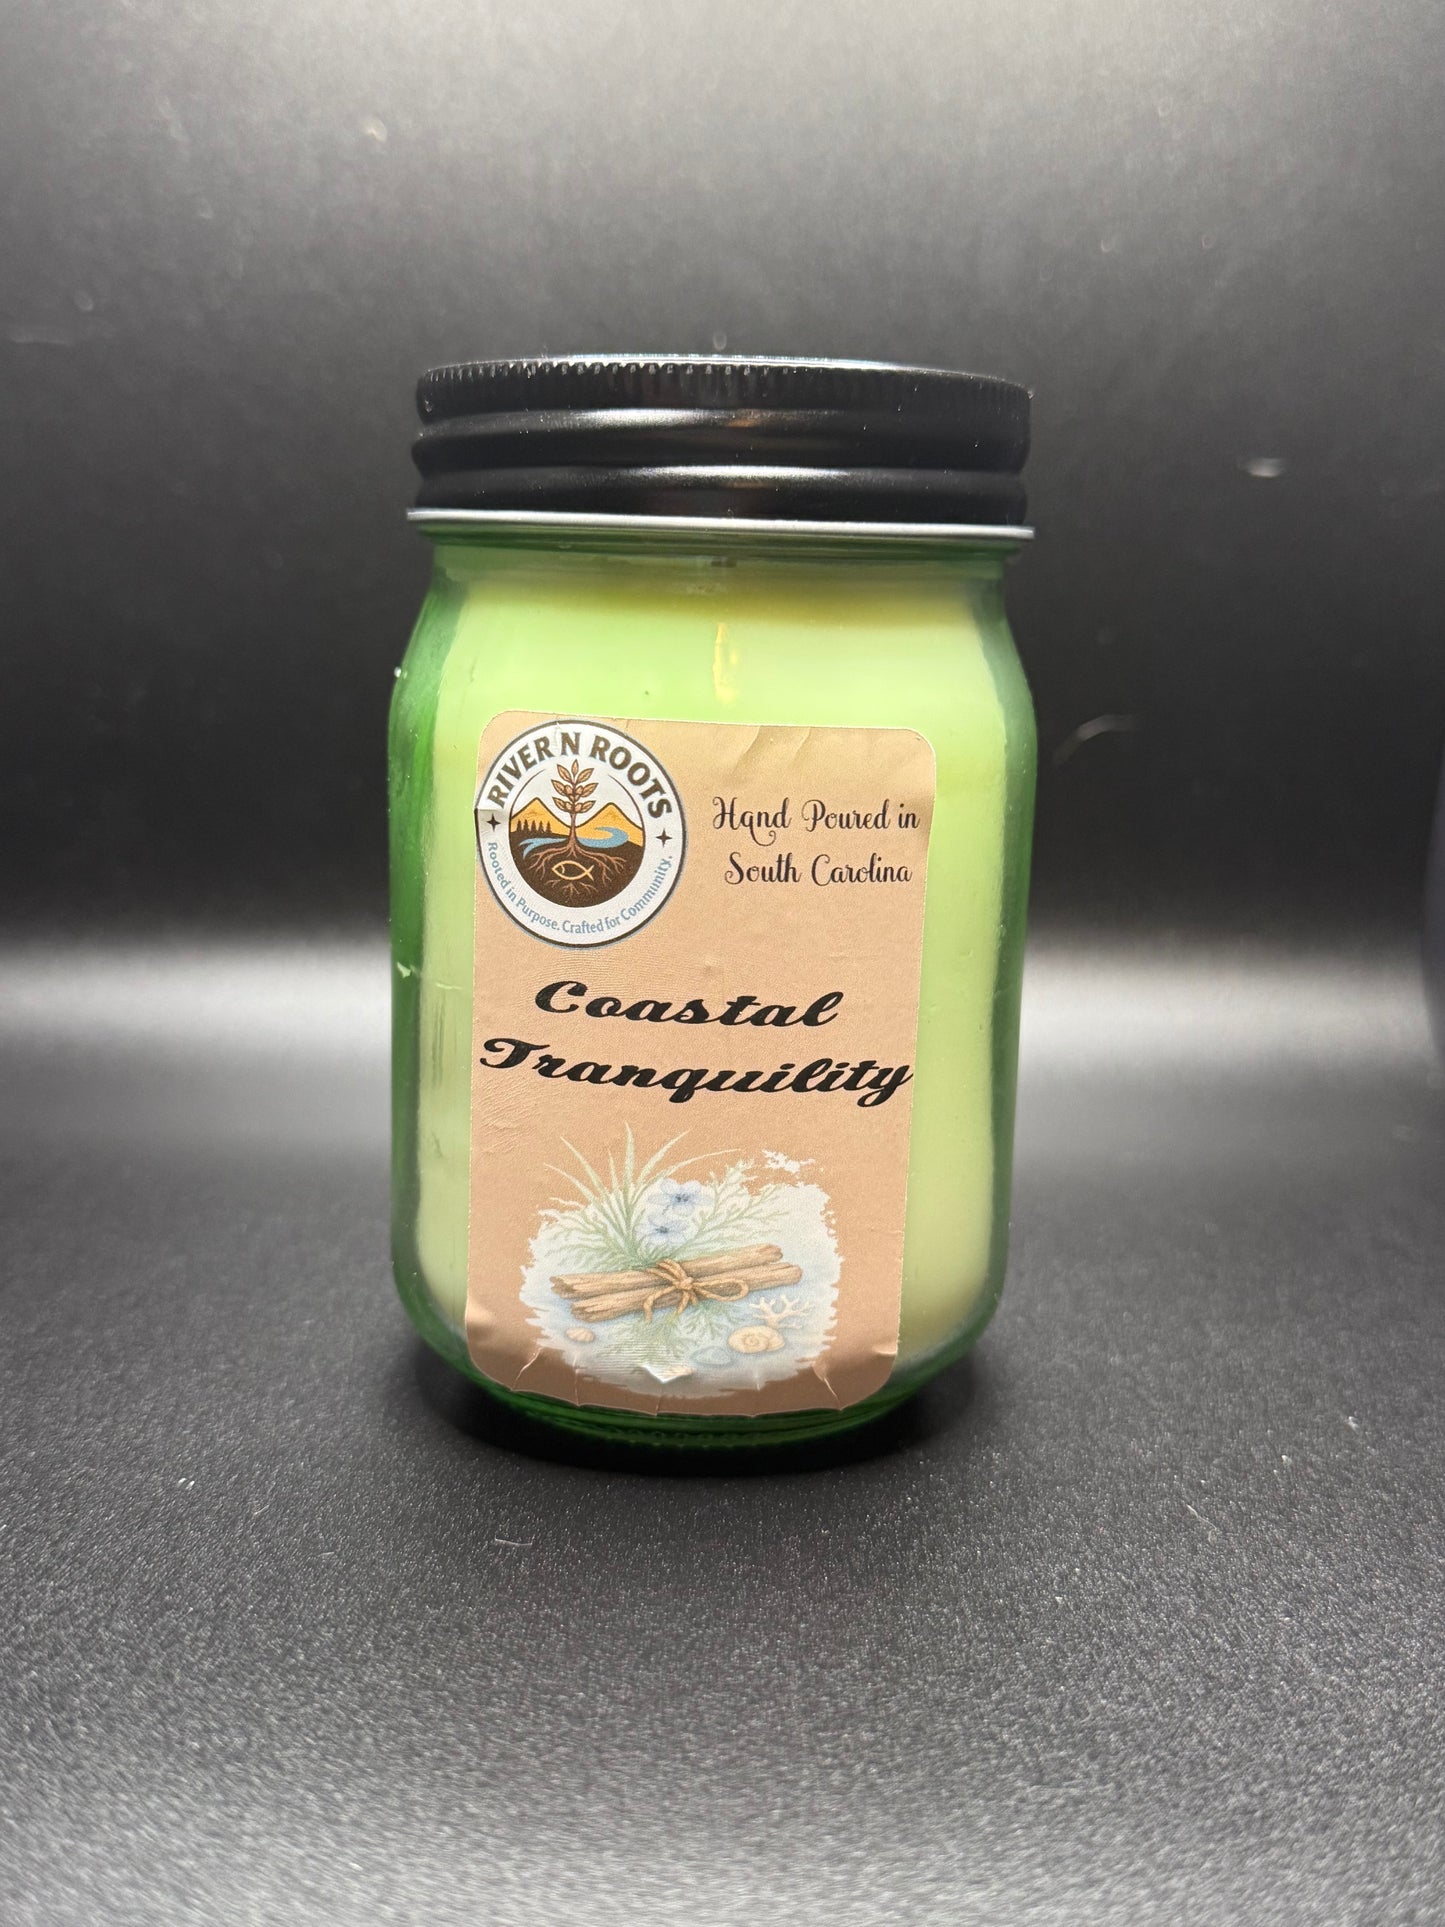 RIVER N ROOTS
Rooted in Purpose. Crafted for Community.
Hand Poured in
South Carolina
Coastal
Tranquility